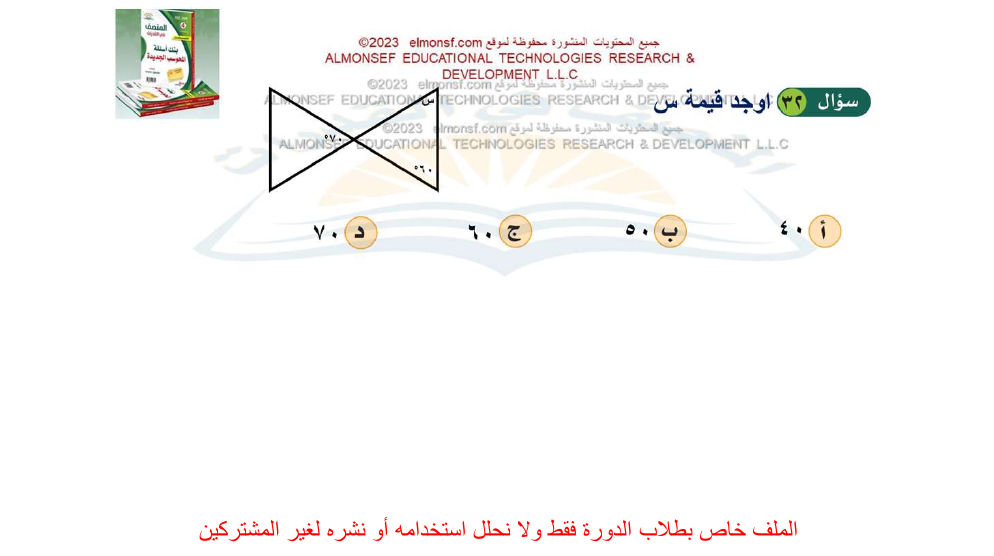 المنصف
في القدرات
بنك أسئلة
المحوسب الجديدة
جميع المحتويات المنشورة محفوظة لموقع elmonsf.com ©2023
ALMONSEF EDUCATIONAL TECHNOLOGIES RESEARCH &
DEVELOPMENT L.L.C
جميع المحتويات المنشورة محفوظة لموقع elmonsf.com ©2023
ALMONSEF EDUCATIONAL TECHNOLOGIES RESEARCH & DEVELOPMENT L.L.C
سؤال ٣٢ اوجد قيمة س
جميع المحتويات المنشورة محفوظة لموقع elmonsf.com ©2023
ALMONSEF EDUCATIONAL TECHNOLOGIES RESEARCH & DEVELOPMENT L.L.C
س
٧٠°
٦٠°
أ ٤٠
ب ٥٠
ج ٦٠
د ٧٠
الملف خاص بطلاب الدورة فقط ولا نحلل استخدامه أو نشره لغير المشتركين